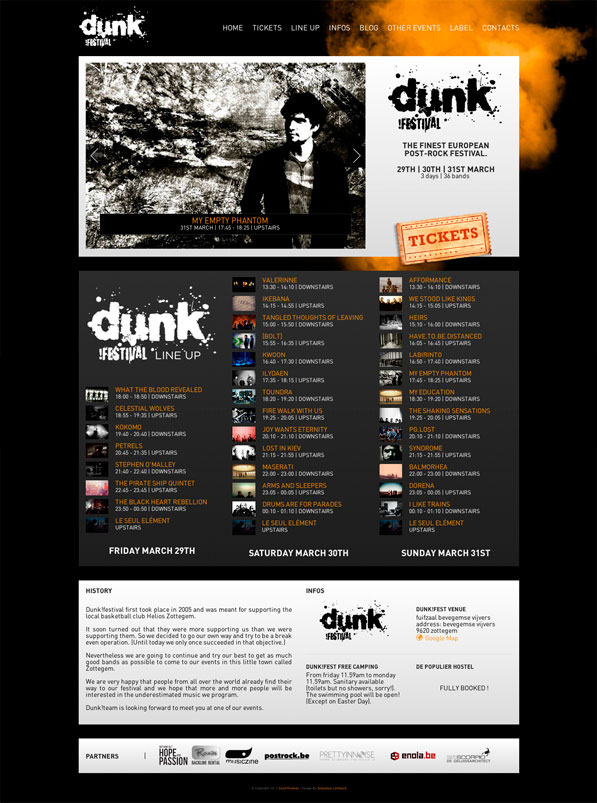 dunk
!FESTIVAL
HOME TICKETS LINE UP INFOS BLOG OTHER EVENTS LABEL CONTACTS
dunk
!FESTIVAL
THE FINEST EUROPEAN
POST-ROCK FESTIVAL.
29TH | 30TH | 31ST MARCH
3 days | 36 bands
TICKETS
MY EMPTY PHANTOM
31ST MARCH | 17:45 - 18:25 | UPSTAIRS
dunk
!FESTIVAL LINE UP
WHAT THE BLOOD REVEALED
18:00 - 18:50 | DOWNSTAIRS
CELESTIAL WOLVES
18:55 - 19:35 | UPSTAIRS
KOKOMO
19:40 - 20:40 | DOWNSTAIRS
PETRELS
20:45 - 21:35 | UPSTAIRS
STEPHEN O'MALLEY
21:40 - 22:40 | DOWNSTAIRS
THE PIRATE SHIP QUINTET
22:45 - 23:45 | UPSTAIRS
THE BLACK HEART REBELLION
23:50 - 00:50 | DOWNSTAIRS
LE SEUL ELÉMENT
UPSTAIRS
FRIDAY MARCH 29TH
VALERINNE
13:30 - 14:10 | DOWNSTAIRS
IKEBANA
14:15 - 14:55 | UPSTAIRS
TANGLED THOUGHTS OF LEAVING
15:00 - 15:50 | DOWNSTAIRS
[BOLT]
15:55 - 16:35 | UPSTAIRS
KWOON
16:40 - 17:30 | DOWNSTAIRS
ILYDAEN
17:35 - 18:15 | UPSTAIRS
TOUNDRA
18:20 - 19:20 | DOWNSTAIRS
FIRE WALK WITH US
19:25 - 20:05 | UPSTAIRS
JOY WANTS ETERNITY
20:10 - 21:10 | DOWNSTAIRS
LOST IN KIEV
21:15 - 21:55 | UPSTAIRS
MASERATI
22:00 - 23:00 | DOWNSTAIRS
ARMS AND SLEEPERS
23:05 - 00:05 | UPSTAIRS
DRUMS ARE FOR PARADES
00:10 - 01:10 | DOWNSTAIRS
LE SEUL ELÉMENT
UPSTAIRS
SATURDAY MARCH 30TH
AFFORMANCE
13:30 - 14:10 | DOWNSTAIRS
WE STOOD LIKE KINGS
14:15 - 15:05 | UPSTAIRS
HEIRS
15:10 - 16:00 | DOWNSTAIRS
HAVE.TO.BE.DISTANCED
16:05 - 16:45 | UPSTAIRS
LABIRINTO
16:50 - 17:40 | DOWNSTAIRS
MY EMPTY PHANTOM
17:45 - 18:25 | UPSTAIRS
MY EDUCATION
18:30 - 19:20 | DOWNSTAIRS
THE SHAKING SENSATIONS
19:25 - 20:05 | UPSTAIRS
PG.LOST
20:10 - 21:10 | DOWNSTAIRS
SYNDROME
21:15 - 21:55 | UPSTAIRS
BALMORHEA
22:00 - 23:00 | DOWNSTAIRS
DORENA
23:05 - 00:05 | UPSTAIRS
I LIKE TRAINS
00:10 - 01:10 | DOWNSTAIRS
LE SEUL ELÉMENT
UPSTAIRS
SUNDAY MARCH 31ST
HISTORY
Dunk!festival first took place in 2005 and was meant for supporting the
local basketball club Helios Zottegem.
It soon turned out that they were more supporting us than we were
supporting them. So we decided to go our own way and try to be a break
even operation. (Until today we only once succeeded in that objective.)
Nevertheless we are going to continue and try our best to get as much
good bands as possible to come to our events in this little town called
Zottegem.
We are very happy that people from all over the world already find their
way to our festival and we hope that more and more people will be
interested in the underestimated music we program.
Dunk!team is looking forward to meet you at one of our events.
INFOS
dunk
!FESTIVAL
DUNK!FEST VENUE
fuifzaal bevegemse vijvers
address: bevegemse vijvers
9620 zottegem
Google Map
DUNK!FEST FREE CAMPING
From friday 11.59am to monday
11.59am. Sanitary available
(toilets but no showers, sorry!).
The swimming pool will be open!
(Except on Easter Day).
DE POPULIER HOSTEL
FULLY BOOKED !
PARTNERS |
HOPE
PASSION
BACKLINE RENTAL
musiczine
postrock.be
PRETTYINNOISE
enola.be
SCORPIO